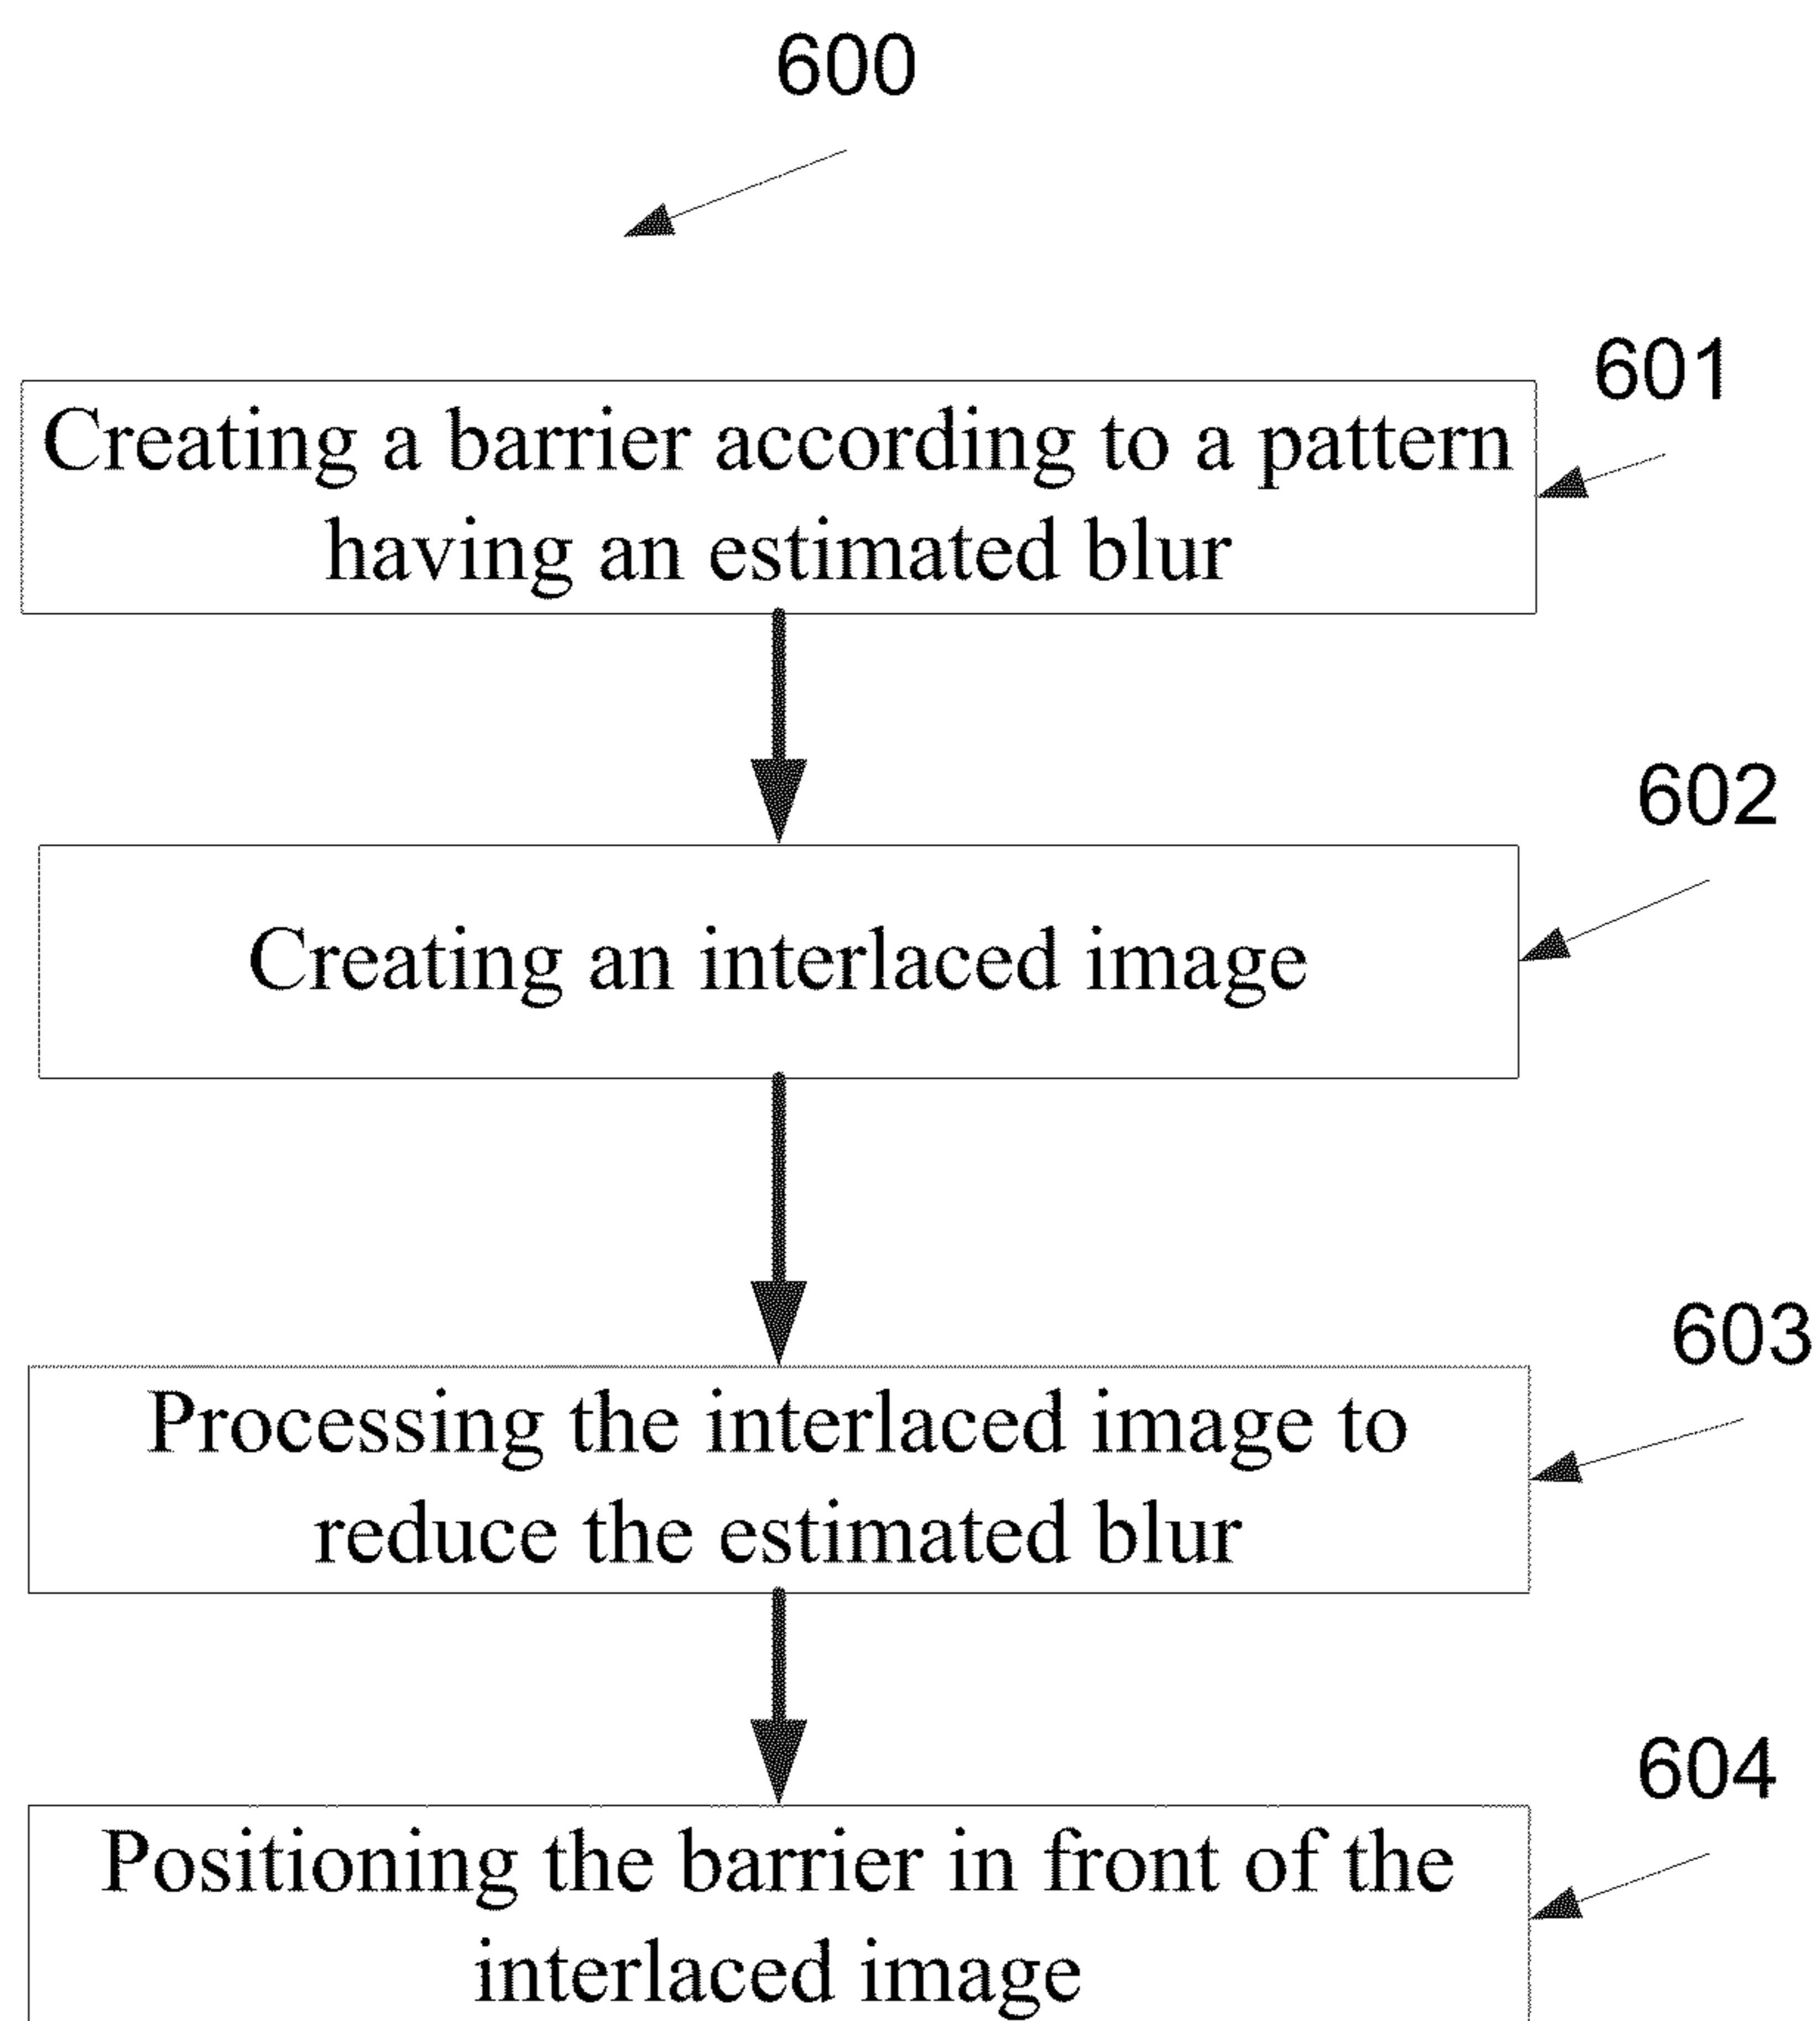 600
601
Creating a barrier according to a pattern
having an estimated blur
602
Creating an interlaced image
603
Processing the interlaced image to
reduce the estimated blur
604
Positioning the barrier in front of the
interlaced image